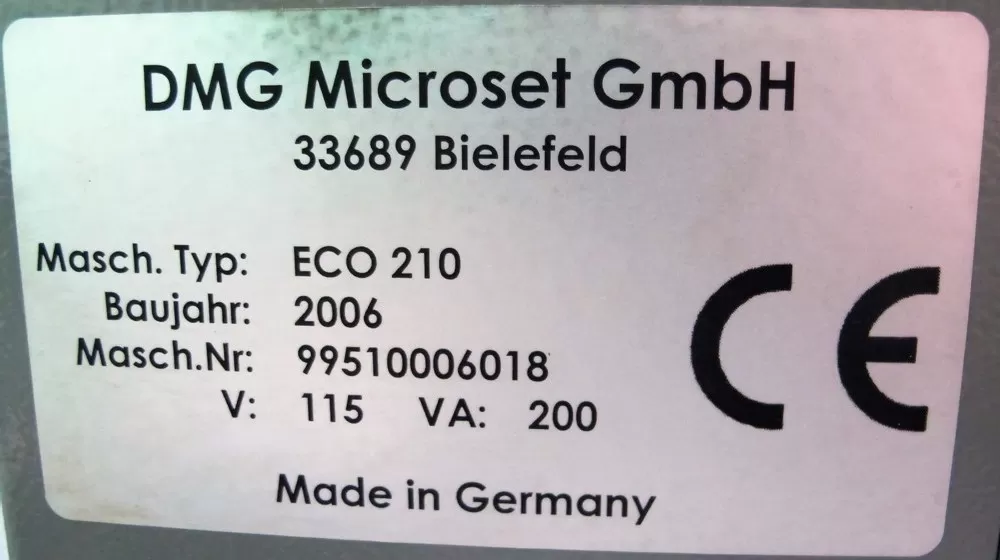 DMG Microset GmbH
33689 Bielefeld
Masch. Typ: ECO 210
Baujahr: 2006
Masch.Nr: 99510006018
V: 115 VA: 200
CE
Made in Germany